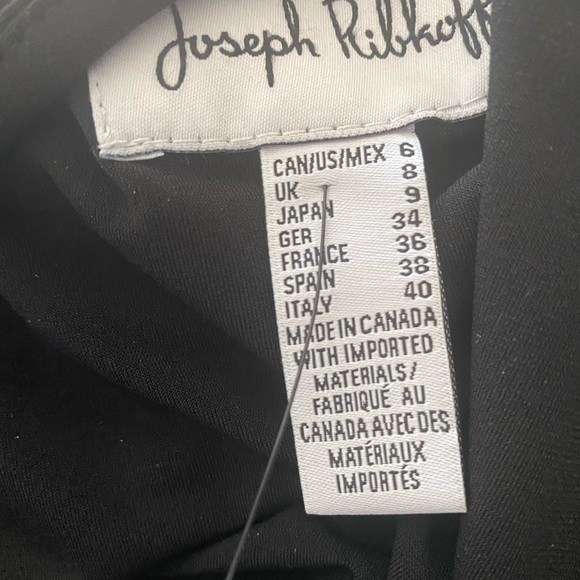 Joseph Ribkoff
CAN/US/MEX 6
UK 8
JAPAN 9
GER 34
FRANCE 36
SPAIN 38
ITALY 40
MADE IN CANADA
WITH IMPORTED
MATERIALS/
FABRIQUÉ AU
CANADA AVEC DES
MATÉRIAUX
IMPORTÉS